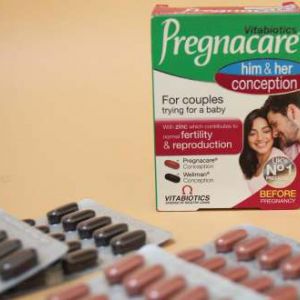 Vitabiotics
Pregnacare
him & her
conception
For couples
trying for a baby
With zinc which contributes to
normal fertility
& reproduction
Pregnacare®
Conception
Wellman®
Conception
UK's
Nº1
VITABIOTICS
BEFORE
PREGNANCY